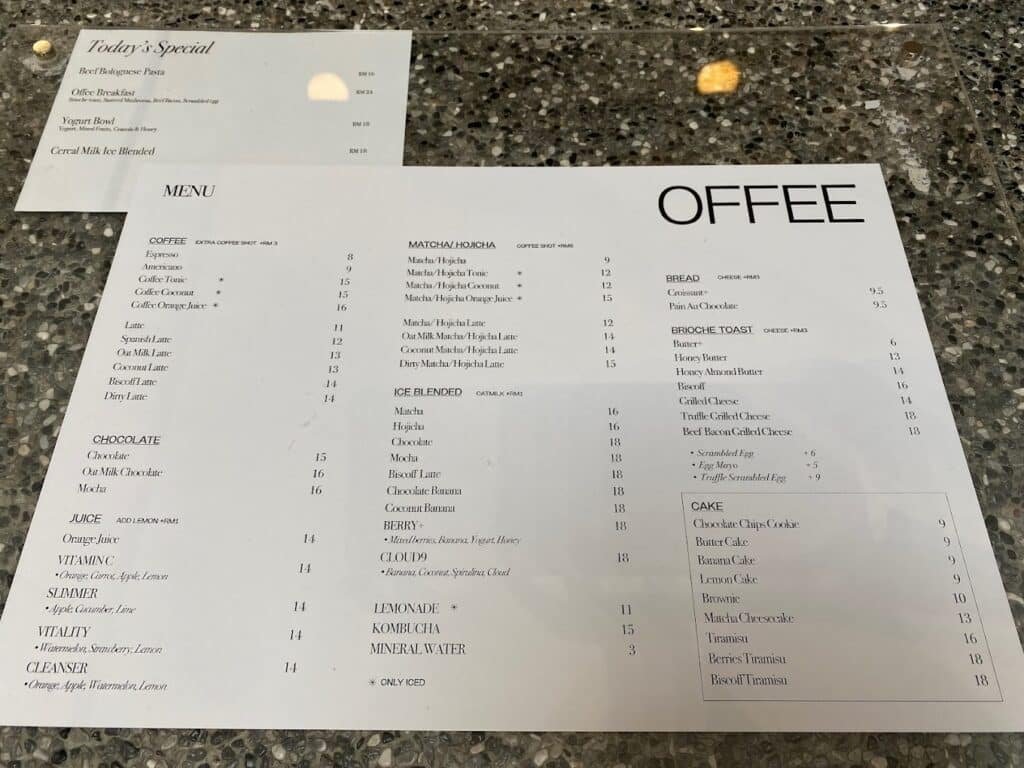 Today's Special
Beef Bolognese Pasta
Offee Breakfast RM 24
Yogurt Bowl
Yogurt, Mixed Fruits, Granola & Honey
Cereal Milk Ice Blended
MENU
OFFEE
COFFEE EXTRA COFFEE SHOT +RM 3
Espresso 8
Americano 9
Coffee Tonic * 15
Coffee Coconut * 15
Coffee Orange Juice * 16
Latte 11
Spanish Latte 12
Oat Milk Latte 13
Coconut Latte 13
Biscoff Latte 14
Dirty Latte 14
CHOCOLATE
Chocolate 15
Oat Milk Chocolate 16
Mocha 16
JUICE ADD LEMON +RM1
Orange Juice 14
VITAMIN C 14
• Orange, Carrot, Apple, Lemon
SLIMMER 14
• Apple, Cucumber, Lime
VITALITY 14
• Watermelon, Strawberry, Lemon
CLEANSER 14
• Orange, Apple, Watermelon, Lemon
MATCHA/ HOJICHA COFFEE SHOT
Matcha/Hojicha 9
Matcha/Hojicha Tonic * 12
Matcha/Hojicha Coconut * 12
Matcha/Hojicha Orange Juice * 15
Matcha/Hojicha Latte 12
Oat Milk Matcha/Hojicha Latte 14
Coconut Matcha/Hojicha Latte 14
Dirty Matcha/Hojicha Latte 15
ICE BLENDED OATMILK +RM1
Matcha 16
Hojicha 16
Chocolate 18
Mocha 18
Biscoff Latte 18
Chocolate Banana 18
Coconut Banana 18
BERRY+ 18
• Mixed berries, Banana, Yogurt, Honey
CLOUD9 18
• Banana, Coconut, Spirulina, Cloud
LEMONADE * 11
KOMBUCHA 15
MINERAL WATER 3
* ONLY ICED
BREAD CHEESE +RM3
Croissant+ 9.5
Pain Au Chocolate 9.5
BRIOCHE TOAST CHEESE +RM3
Butter+ 6
Honey Butter 13
Honey Almond Butter 14
Biscoff 16
Grilled Cheese 14
Truffle Grilled Cheese 18
Beef Bacon Grilled Cheese 18
• Scrambled Egg + 6
• Egg Mayo + 5
• Truffle Scrambled Egg + 9
CAKE
Chocolate Chips Cookie 9
Butter Cake 9
Banana Cake 9
Lemon Cake 9
Brownie 10
Matcha Cheesecake 13
Tiramisu 16
Berries Tiramisu 18
Biscoff Tiramisu 18